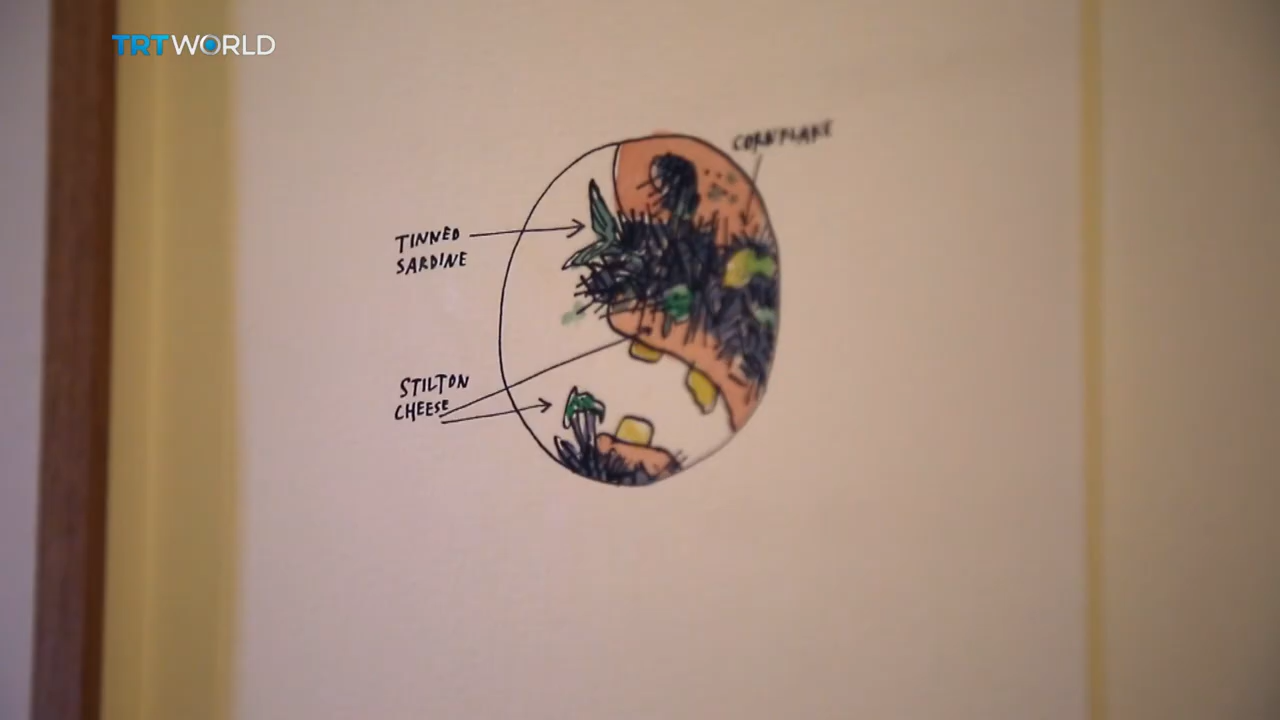 TRTWORLD
CORNFLAKE
TINNED
SARDINE
STILTON
CHEESE